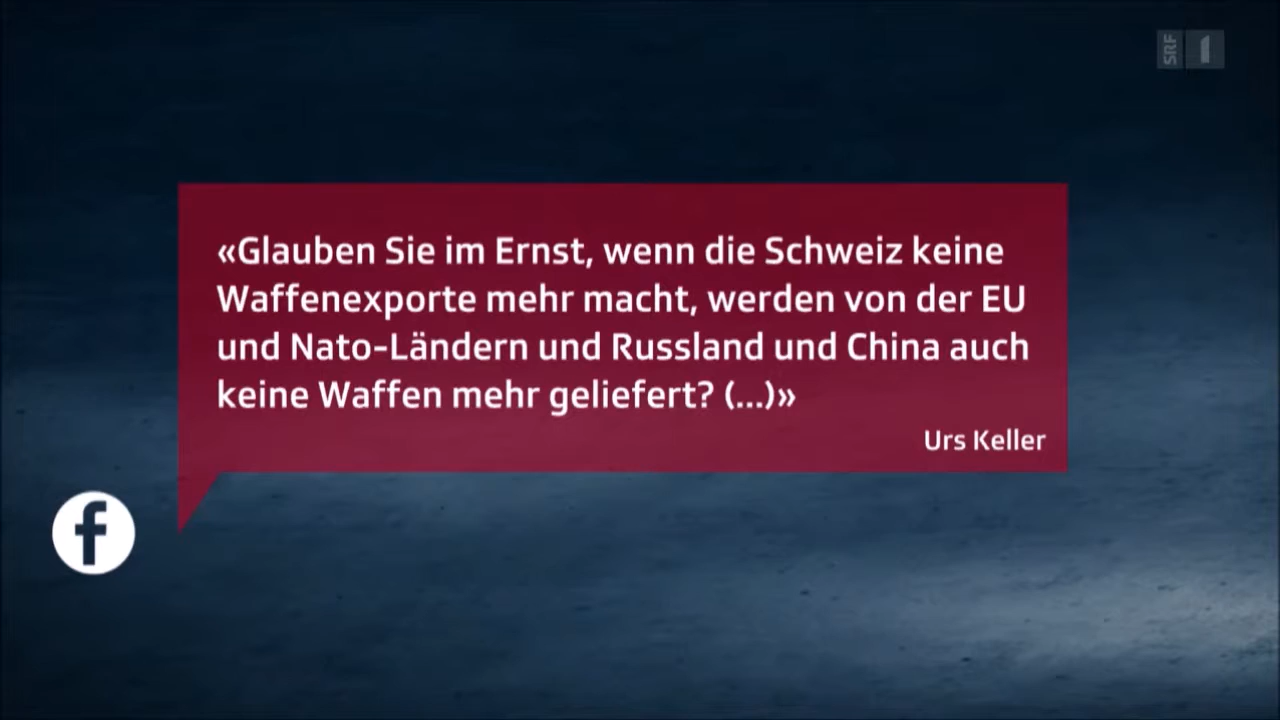 SRF 1
«Glauben Sie im Ernst, wenn die Schweiz keine
Waffenexporte mehr macht, werden von der EU
und Nato-Ländern und Russland und China auch
keine Waffen mehr geliefert? (...)»
Urs Keller
f